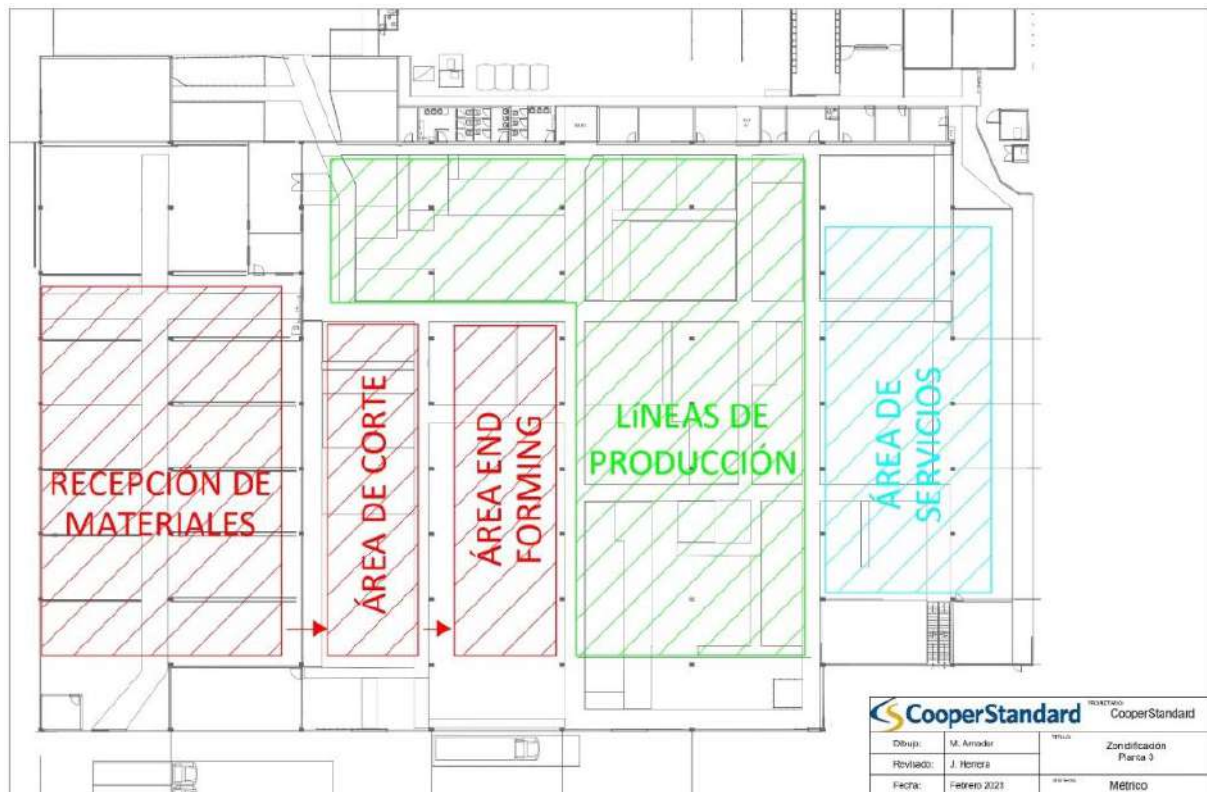 RECEPCIÓN DE
MATERIALES
ÁREA DE CORTE
ÁREA END
FORMING
LíNEAS DE
PRODUCCIÓN
ÁREA DE
SERVICIOS
CooperStandard
CooperStandard
Dibujo: M. Amador
Revisado: J. Herrera
Fecha: Febrero 2021
Zonidificación
Planta 3
Métrico